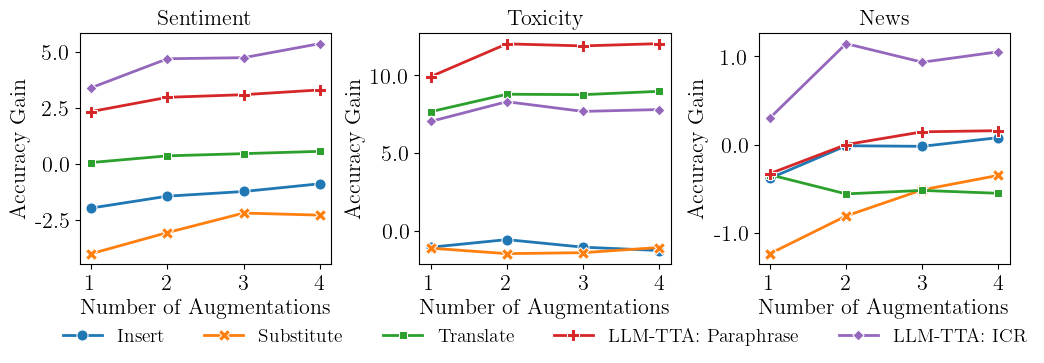 Sentiment
Toxicity
News
Accuracy Gain
5.0
2.5
0.0
-2.5
1 2 3 4
Number of Augmentations
Accuracy Gain
10.0
5.0
0.0
1 2 3 4
Number of Augmentations
Accuracy Gain
1.0
0.0
-1.0
1 2 3 4
Number of Augmentations
Insert Substitute Translate LLM-TTA: Paraphrase LLM-TTA: ICR